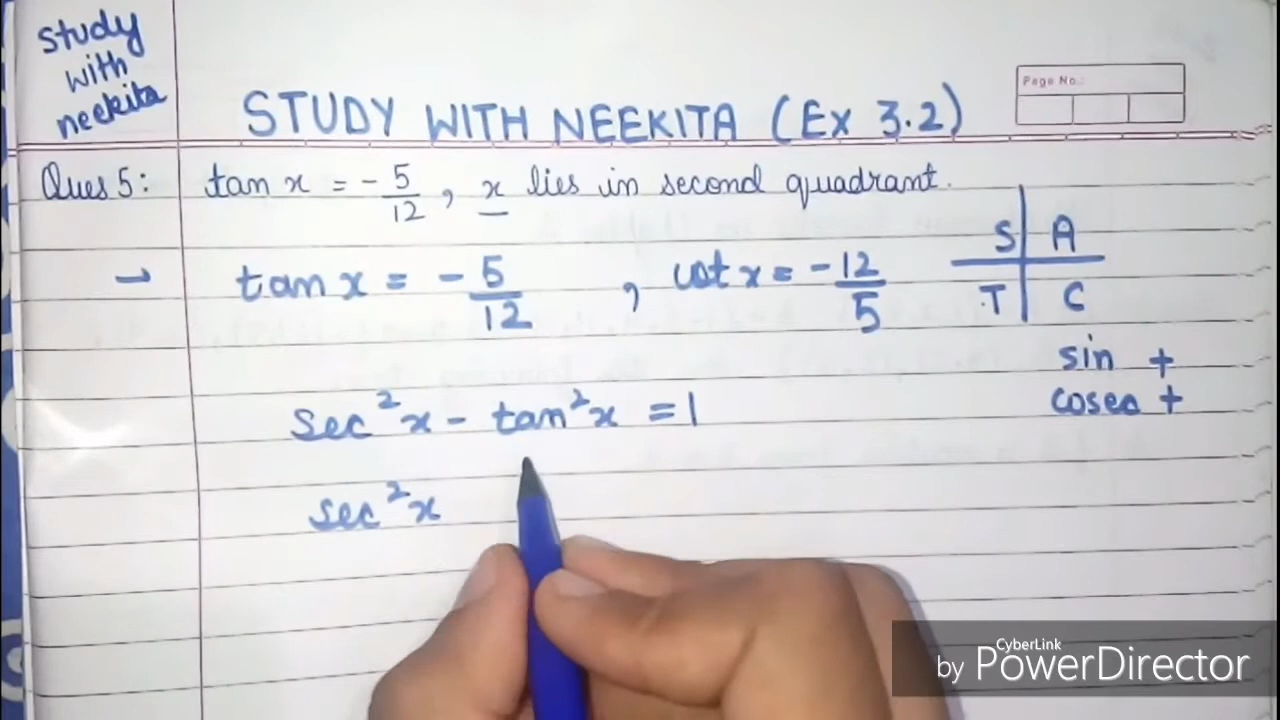 study
with
neekita
STUDY WITH NEEKITA (Ex 3.2)
Page No.:
Ques 5: tan x = - 5/12, x lies in second quadrant.
→ tan x = - 5/12, cot x = -12/5
S A
T C
sin +
cosec +
sec²x - tan²x = 1
sec²x
CyberLink
by PowerDirector